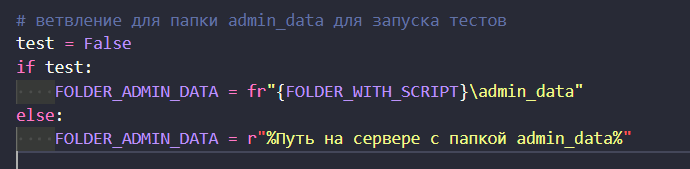 # ветвление для папки admin_data для запуска тестов
test = False
if test:
    FOLDER_ADMIN_DATA = fr"{FOLDER_WITH_SCRIPT}\admin_data"
else:
    FOLDER_ADMIN_DATA = r"%Путь на сервере с папкой admin_data%"